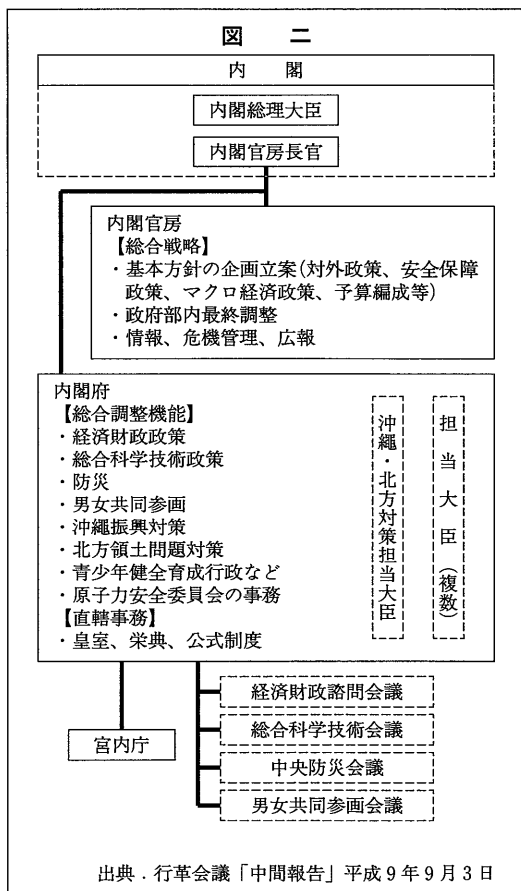 図 二
内 閣
内閣総理大臣
内閣官房長官
内閣官房
【総合戦略】
・基本方針の企画立案(対外政策、安全保障
政策、マクロ経済政策、予算編成等)
・政府部内最終調整
・情報、危機管理、広報
内閣府
【総合調整機能】
・経済財政政策
・総合科学技術政策
・防災
・男女共同参画
・沖縄振興対策
・北方領土問題対策
・青少年健全育成行政など
・原子力安全委員会の事務
【直轄事務】
・皇室、栄典、公式制度
担当大臣(複数)
沖縄・北方対策担当大臣
宮内庁
経済財政諮問会議
総合科学技術会議
中央防災会議
男女共同参画会議
出典.行革会議「中間報告」平成9年9月3日